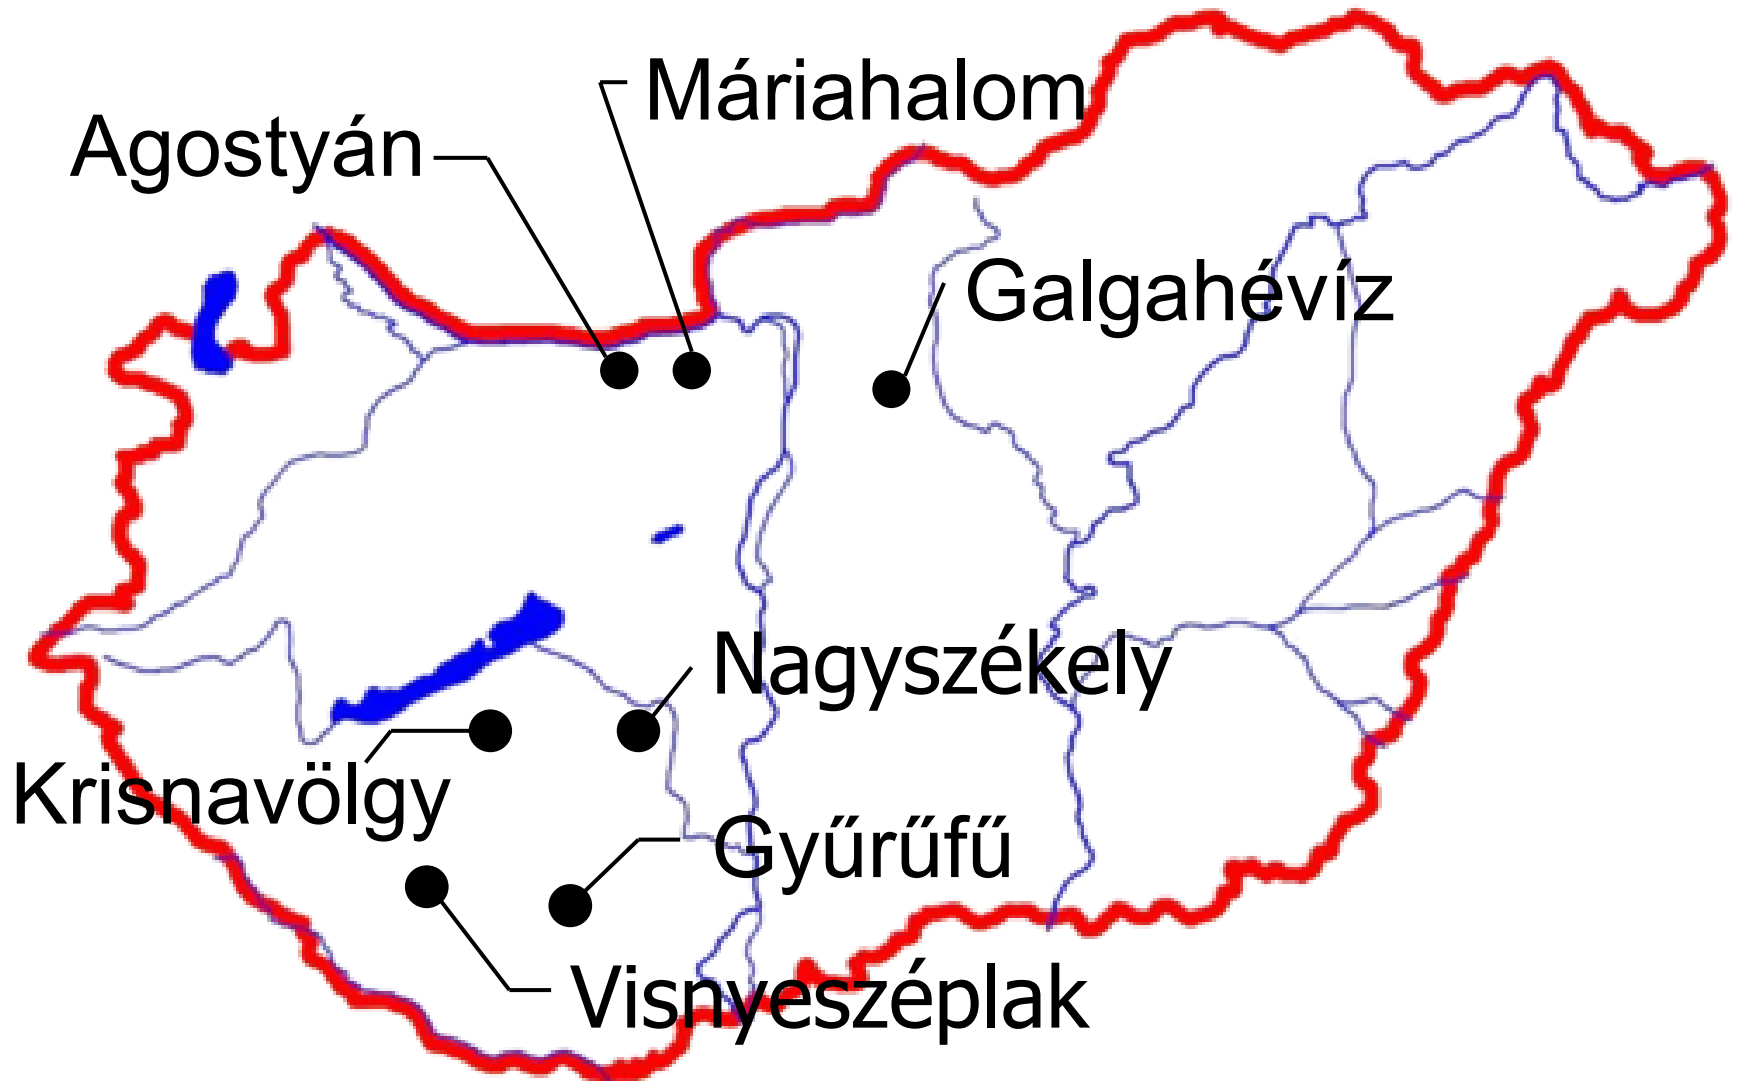 Máriahalom
Agostyán
Galgahévíz
Nagyszékely
Krisnavölgy
Gyűrűfű
Visnyeszéplak